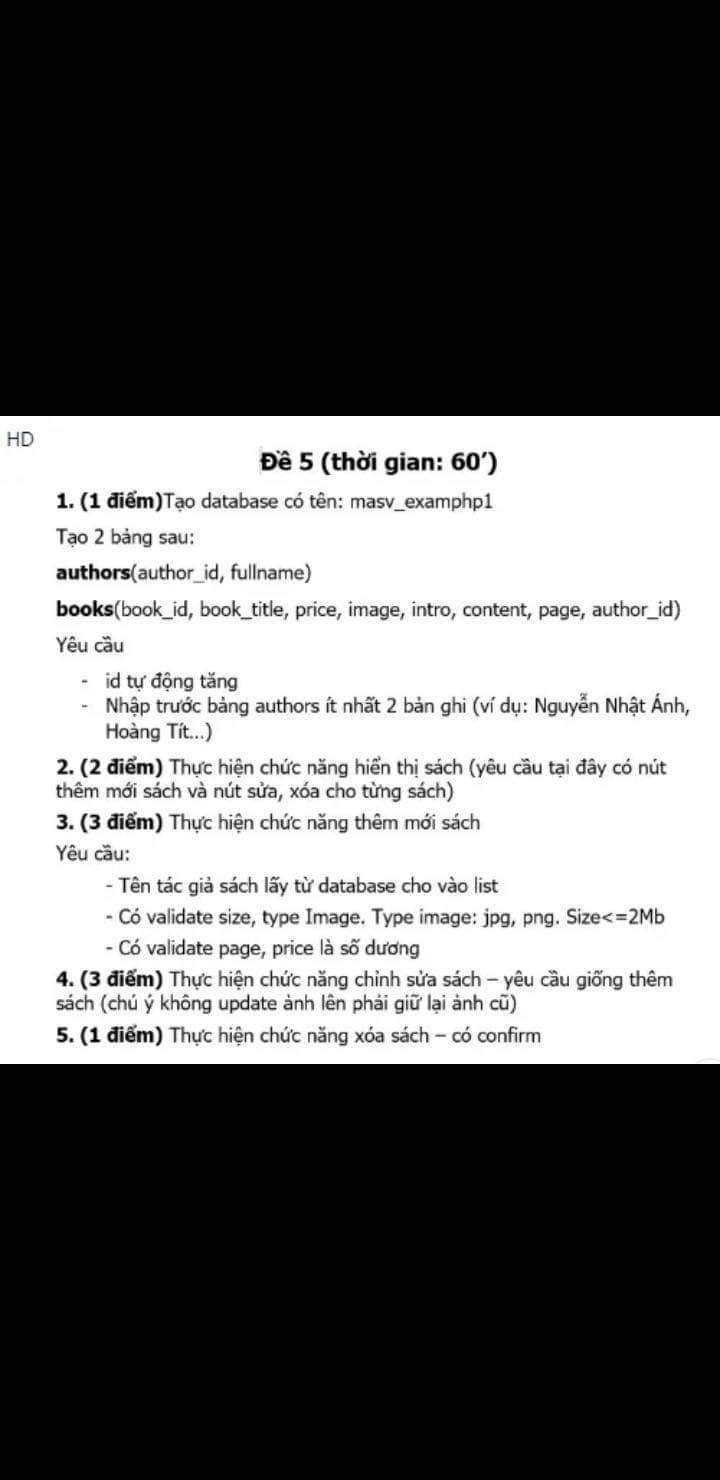 HD
Đề 5 (thời gian: 60’)
1. (1 điểm)Tạo database có tên: masv_examphp1
Tạo 2 bảng sau:
authors(author_id, fullname)
books(book_id, book_title, price, image, intro, content, page, author_id)
Yêu cầu
- id tự động tăng
- Nhập trước bảng authors ít nhất 2 bản ghi (ví dụ: Nguyễn Nhật Ánh,
Hoàng Tít...)
2. (2 điểm) Thực hiện chức năng hiển thị sách (yêu cầu tại đây có nút
thêm mới sách và nút sửa, xóa cho từng sách)
3. (3 điểm) Thực hiện chức năng thêm mới sách
Yêu cầu:
- Tên tác giả sách lấy từ database cho vào list
- Có validate size, type Image. Type image: jpg, png. Size<=2Mb
- Có validate page, price là số dương
4. (3 điểm) Thực hiện chức năng chỉnh sửa sách – yêu cầu giống thêm
sách (chú ý không update ảnh lên phải giữ lại ảnh cũ)
5. (1 điểm) Thực hiện chức năng xóa sách – có confirm